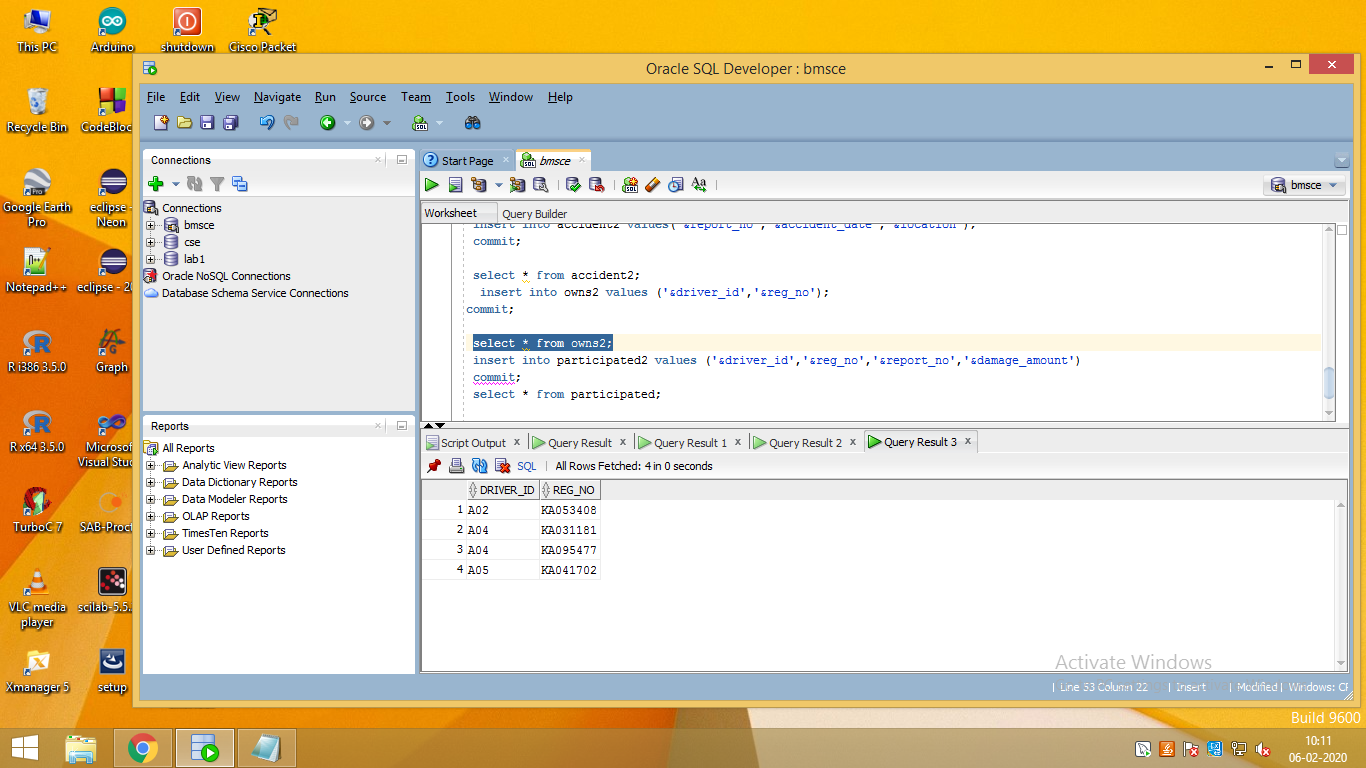 This PC
Arduino
shutdown
Cisco Packet
Recycle Bin
CodeBloc
Google Earth Pro
eclipse - Neon
Notepad++
eclipse - 20
R i386 3.5.0
Graph
R x64 3.5.0
Microsof
Visual Stuc
TurboC 7
SAB-Proct
VLC media player
scilab-5.5.
Xmanager 5
setup
Oracle SQL Developer : bmsce
File Edit View Navigate Run Source Team Tools Window Help
Connections
Connections
bmsce
cse
lab1
Oracle NoSQL Connections
Database Schema Service Connections
Reports
All Reports
Analytic View Reports
Data Dictionary Reports
Data Modeler Reports
OLAP Reports
TimesTen Reports
User Defined Reports
Start Page
bmsce
bmsce
Worksheet Query Builder
insert into accident2 values('&report_no','&accident_date','&location');
commit;
select * from accident2;
insert into owns2 values ('&driver_id','&reg_no');
commit;
select * from owns2;
insert into participated2 values ('&driver_id','&reg_no','&report_no','&damage_amount')
commit;
select * from participated;
Script Output Query Result Query Result 1 Query Result 2 Query Result 3
SQL All Rows Fetched: 4 in 0 seconds
DRIVER_ID REG_NO
1 A02 KA053408
2 A04 KA031181
3 A04 KA095477
4 A05 KA041702
Activate Windows
Line 53 Column 22 Insert Modified Windows: CF
Build 9600
10:11
06-02-2020